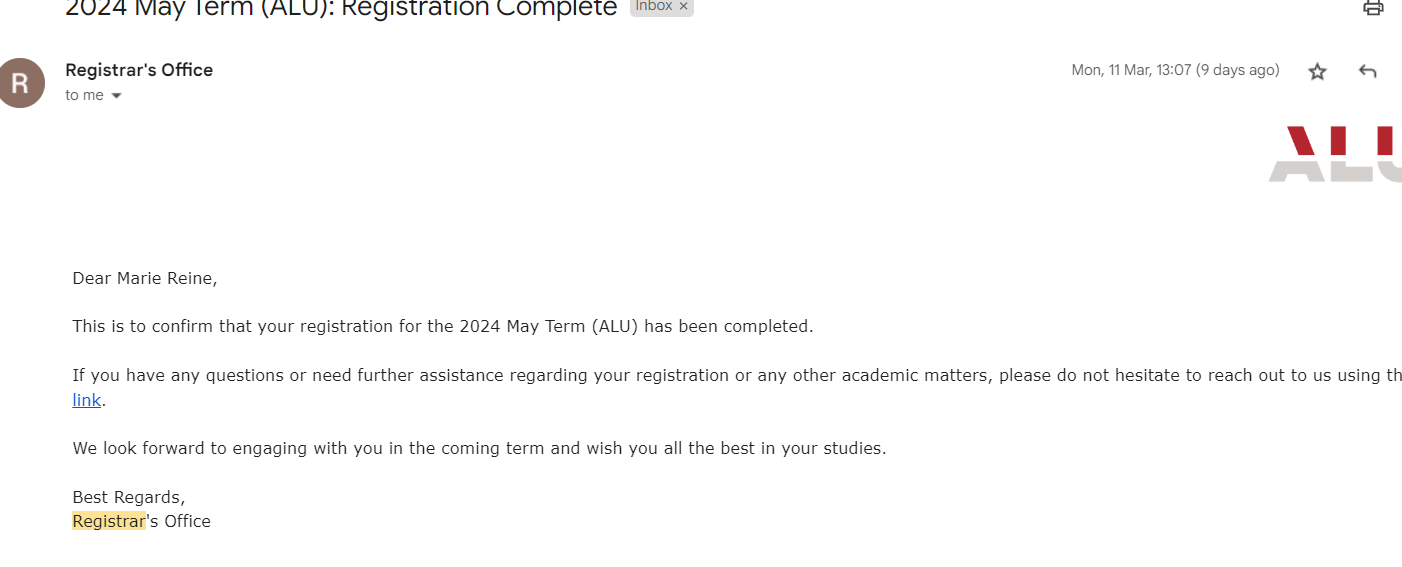 2024 May Term (ALU): Registration Complete Inbox ×
R
Registrar's Office Mon, 11 Mar, 13:07 (9 days ago)
to me
ALU
Dear Marie Reine,
This is to confirm that your registration for the 2024 May Term (ALU) has been completed.
If you have any questions or need further assistance regarding your registration or any other academic matters, please do not hesitate to reach out to us using th
link.
We look forward to engaging with you in the coming term and wish you all the best in your studies.
Best Regards,
Registrar's Office